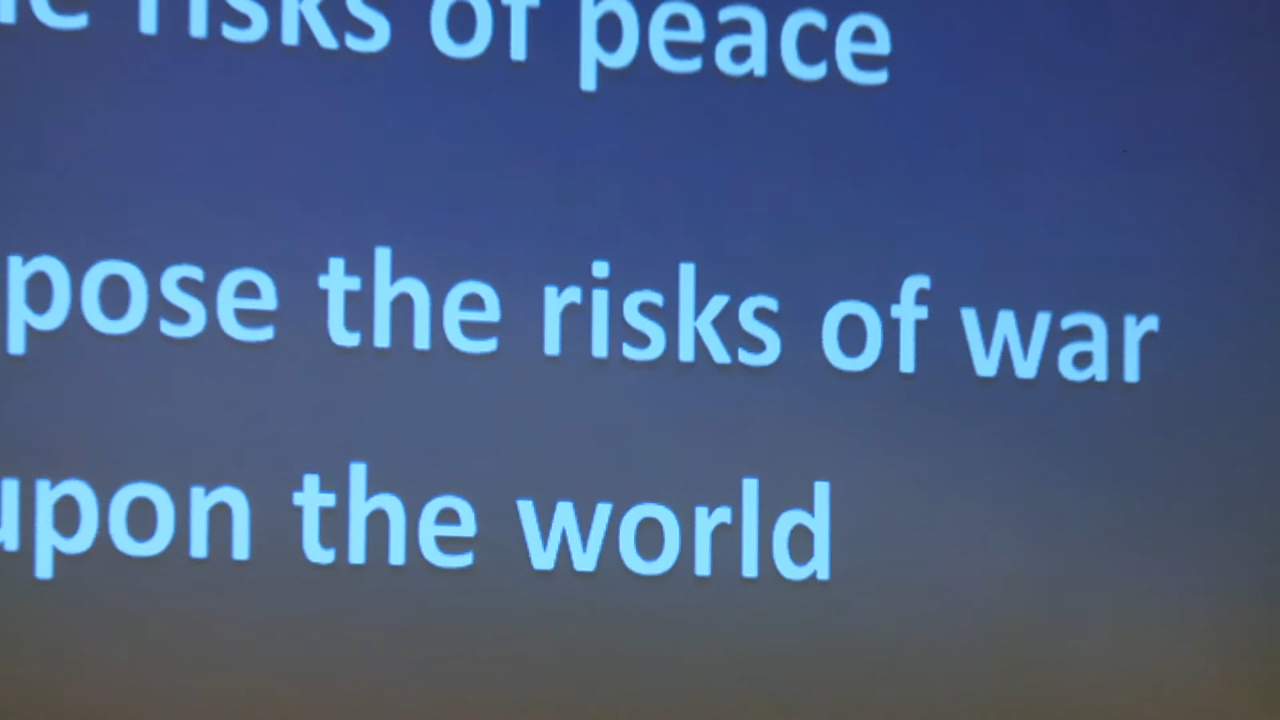 risks of peace
pose the risks of war
upon the world